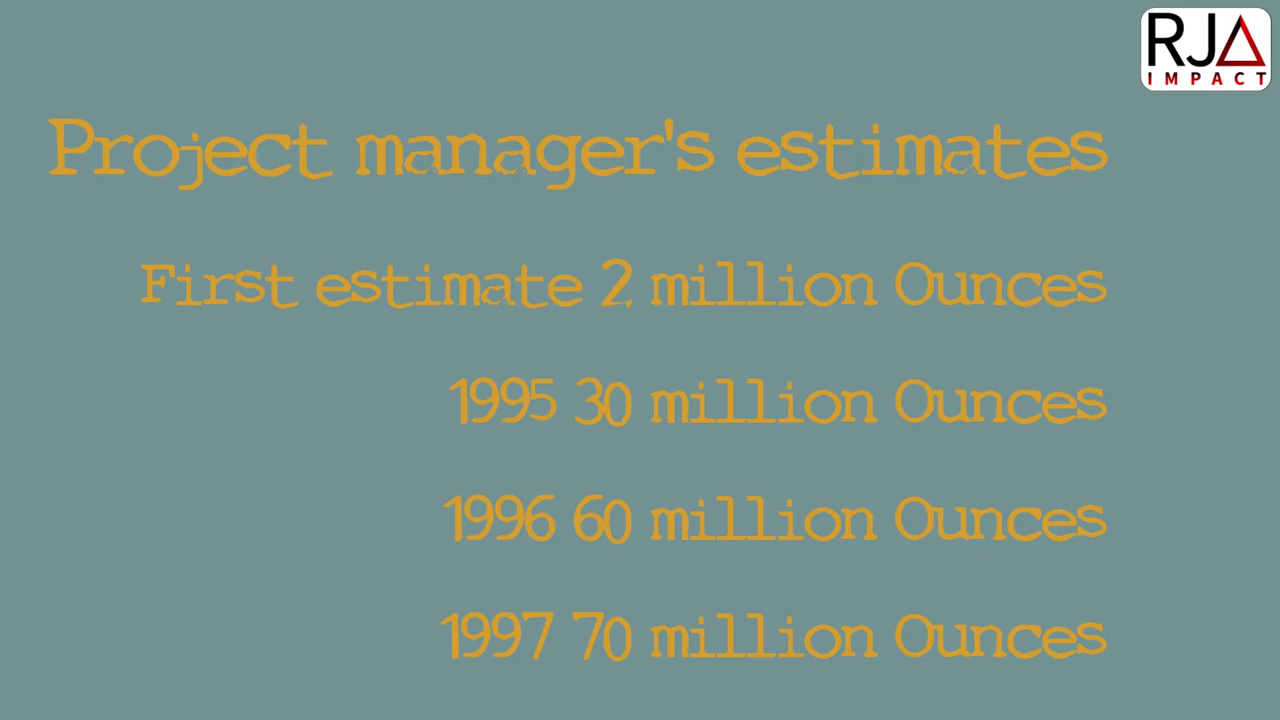 RJΔ
IMPACT
Project manager's estimates
First estimate 2 million Ounces
1995 30 million Ounces
1996 60 million Ounces
1997 70 million Ounces